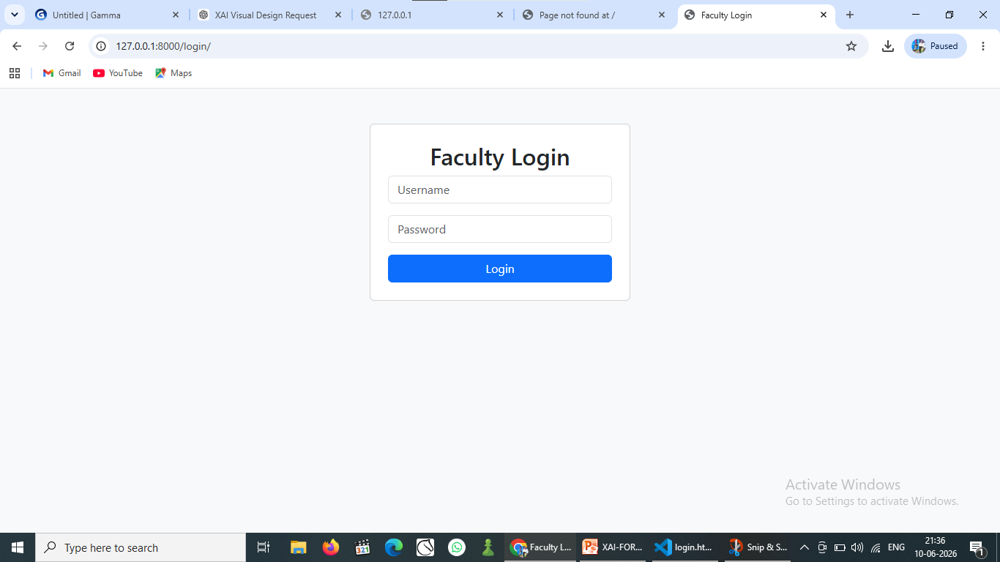 Untitled | Gamma
XAI Visual Design Request
127.0.0.1
Page not found at /
Faculty Login
127.0.0.1:8000/login/
Paused
Gmail
YouTube
Maps
Faculty Login
Username
Password
Login
Activate Windows
Go to Settings to activate Windows.
Type here to search
321
Faculty L...
XAI-FOR...
login.ht...
Snip & S...
ENG
21:36
10-06-2026
1